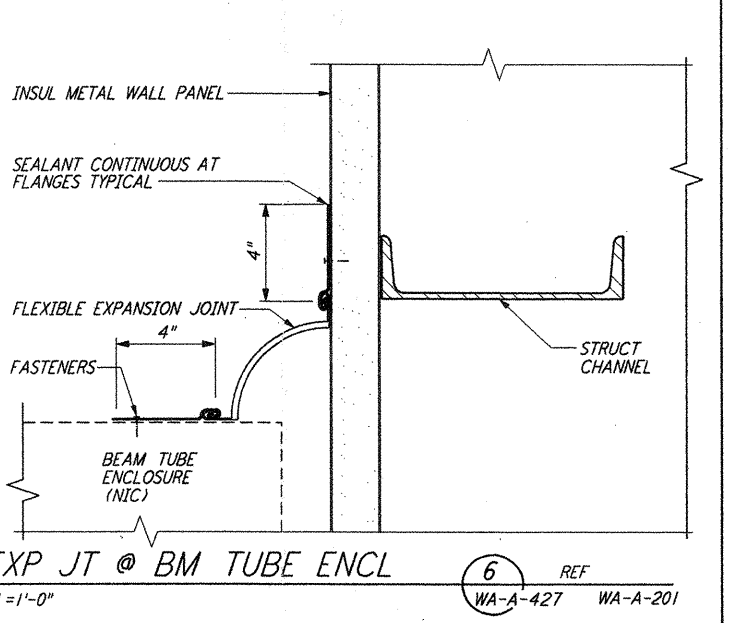 INSUL METAL WALL PANEL
SEALANT CONTINUOUS AT
FLANGES TYPICAL
4"
FLEXIBLE EXPANSION JOINT
4"
FASTENERS
STRUCT
CHANNEL
BEAM TUBE
ENCLOSURE
(NIC)
XP JT @ BM TUBE ENCL
6
REF
=1'-0"
WA-A-427
WA-A-201